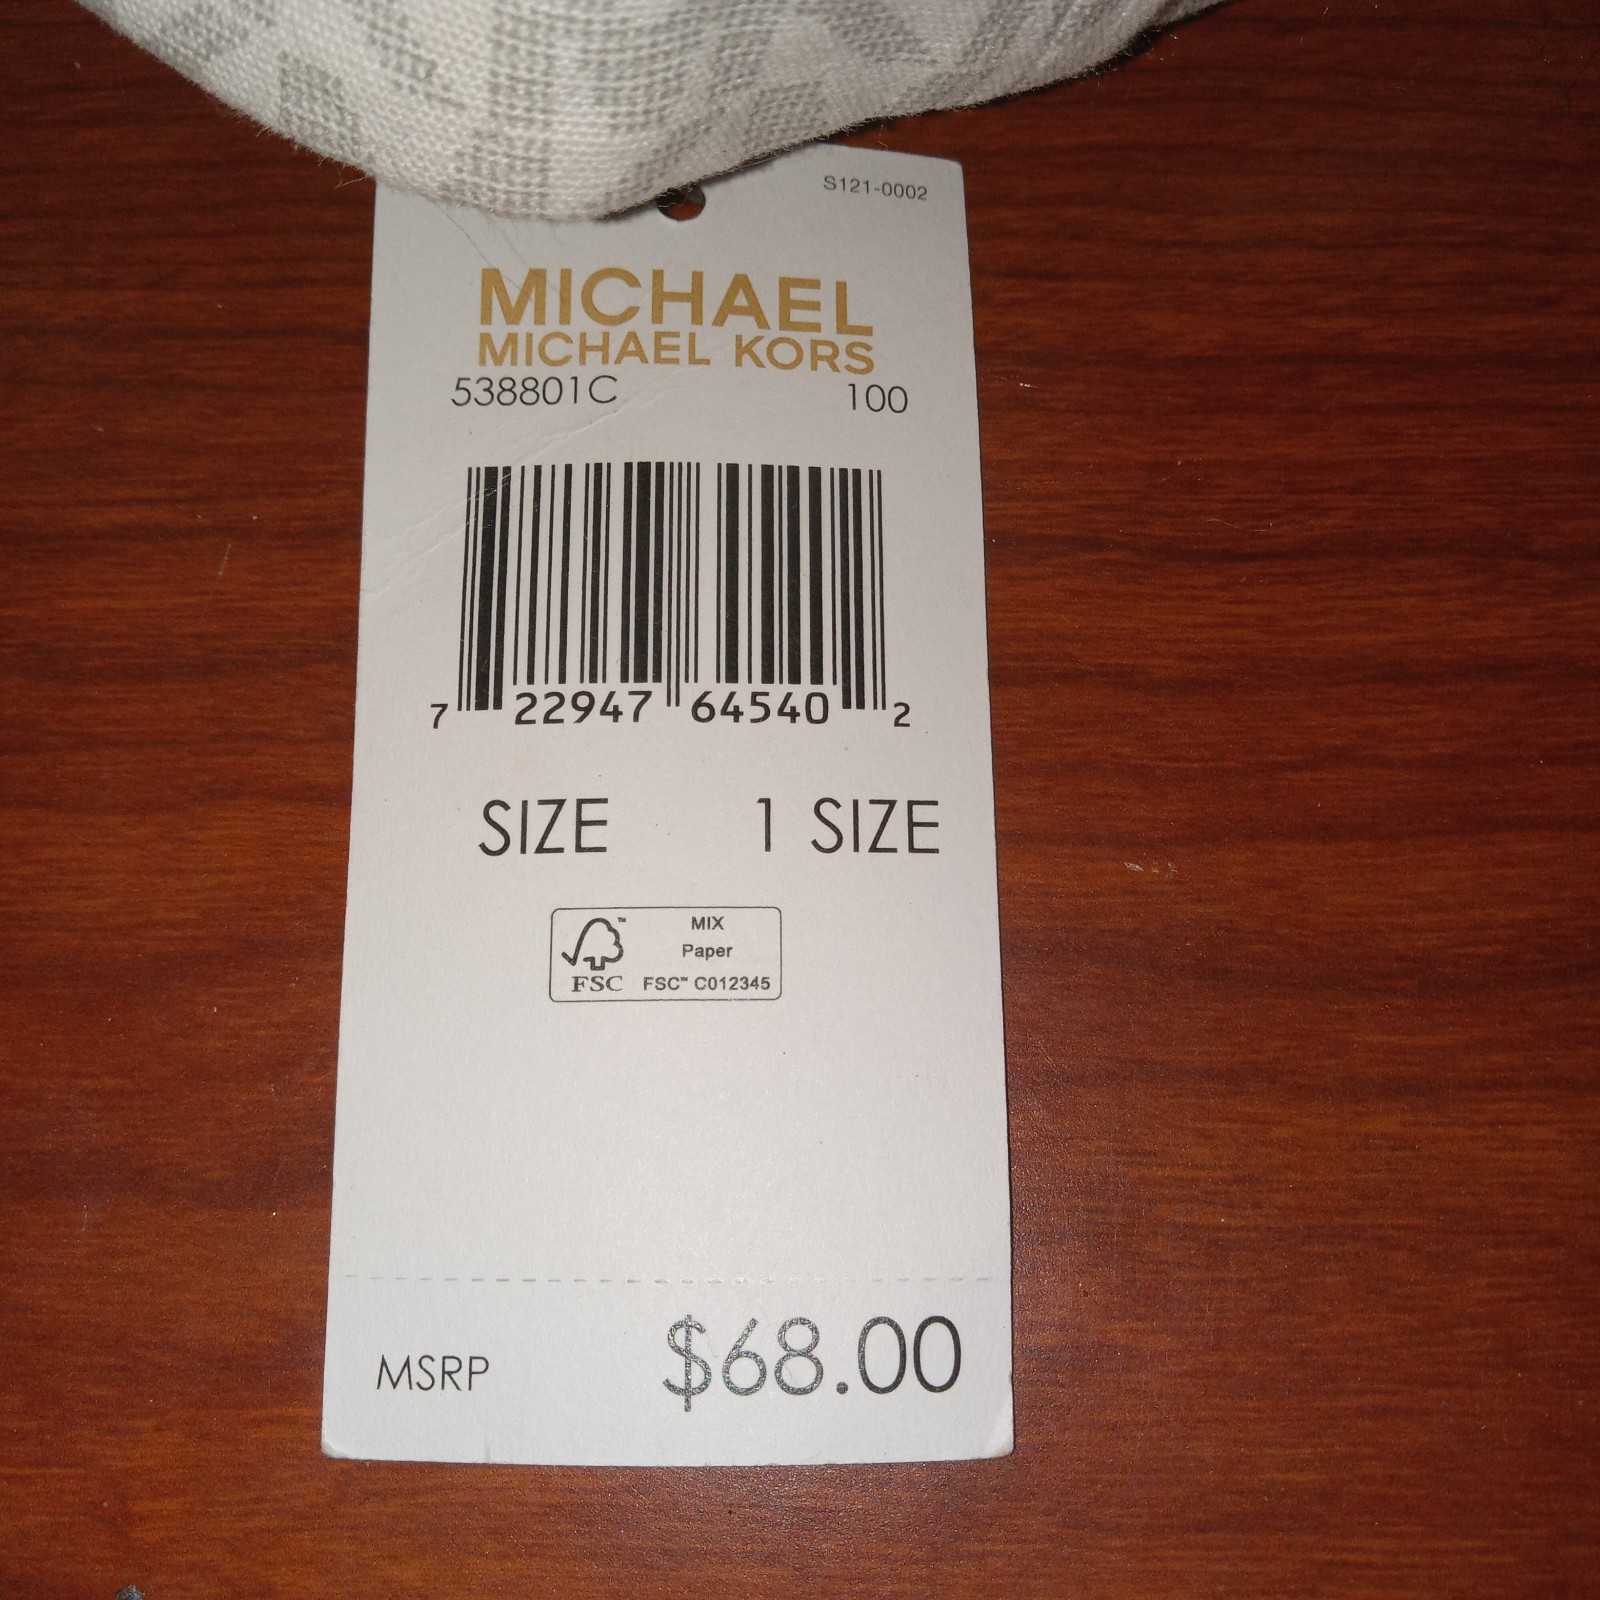 S121-0002
MICHAEL
MICHAEL KORS
538801C 100
7 22947 64540 2
SIZE 1 SIZE
FSC™
MIX
Paper
FSC™ C012345
MSRP $68.00